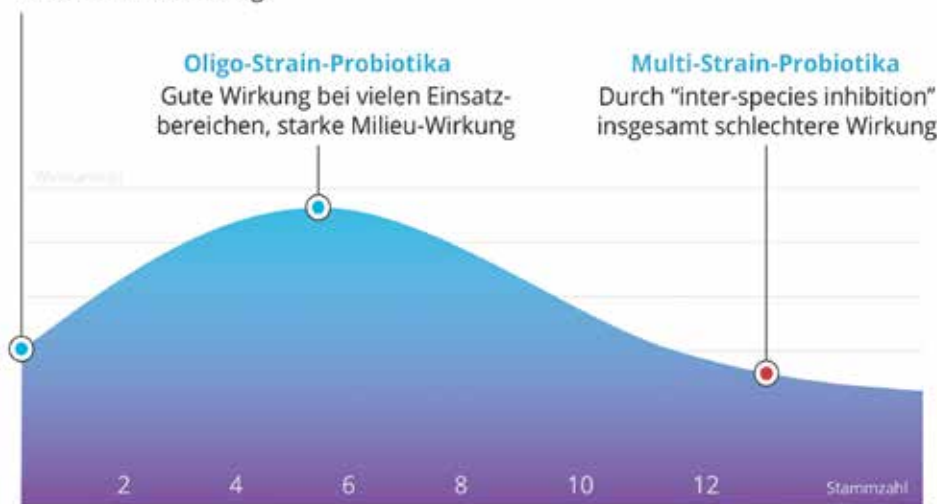 Oligo-Strain-Probiotika
Gute Wirkung bei vielen Einsatz-
bereichen, starke Milieu-Wirkung
Multi-Strain-Probiotika
Durch “inter-species inhibition”
insgesamt schlechtere Wirkung
2 4 6 8 10 12 Stammzahl